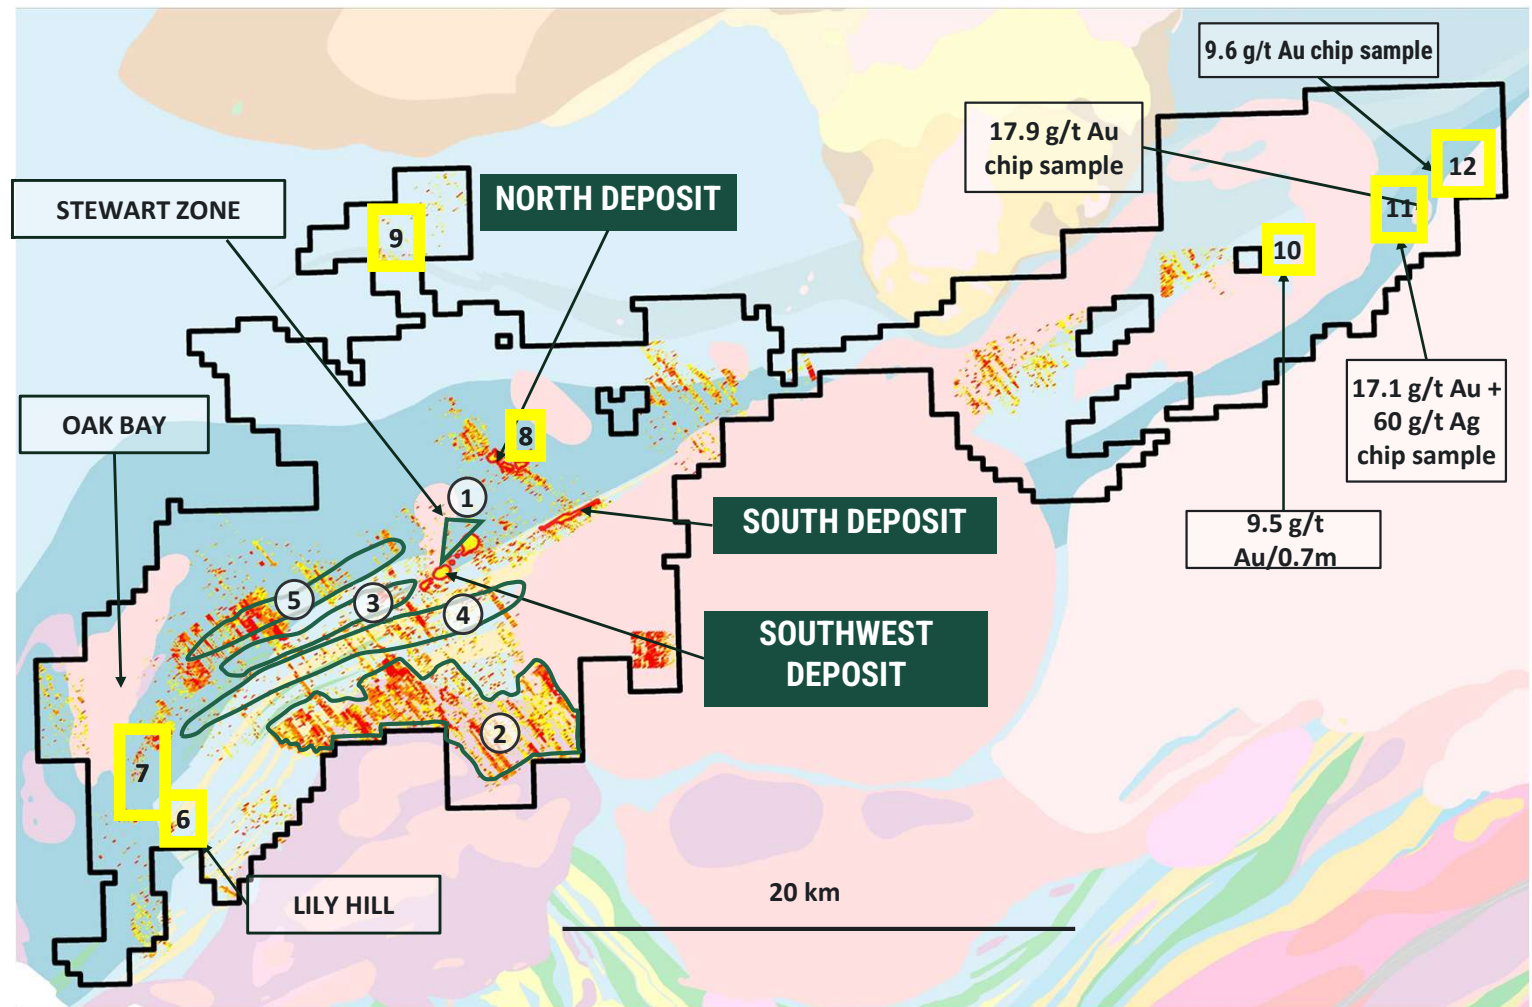 9.6 g/t Au chip sample
17.9 g/t Au
chip sample
12
11
STEWART ZONE
NORTH DEPOSIT
9
10
17.1 g/t Au +
60 g/t Ag
chip sample
OAK BAY
8
1
SOUTH DEPOSIT
9.5 g/t
Au/0.7m
5
3
4
SOUTHWEST
DEPOSIT
2
7
6
LILY HILL
20 km